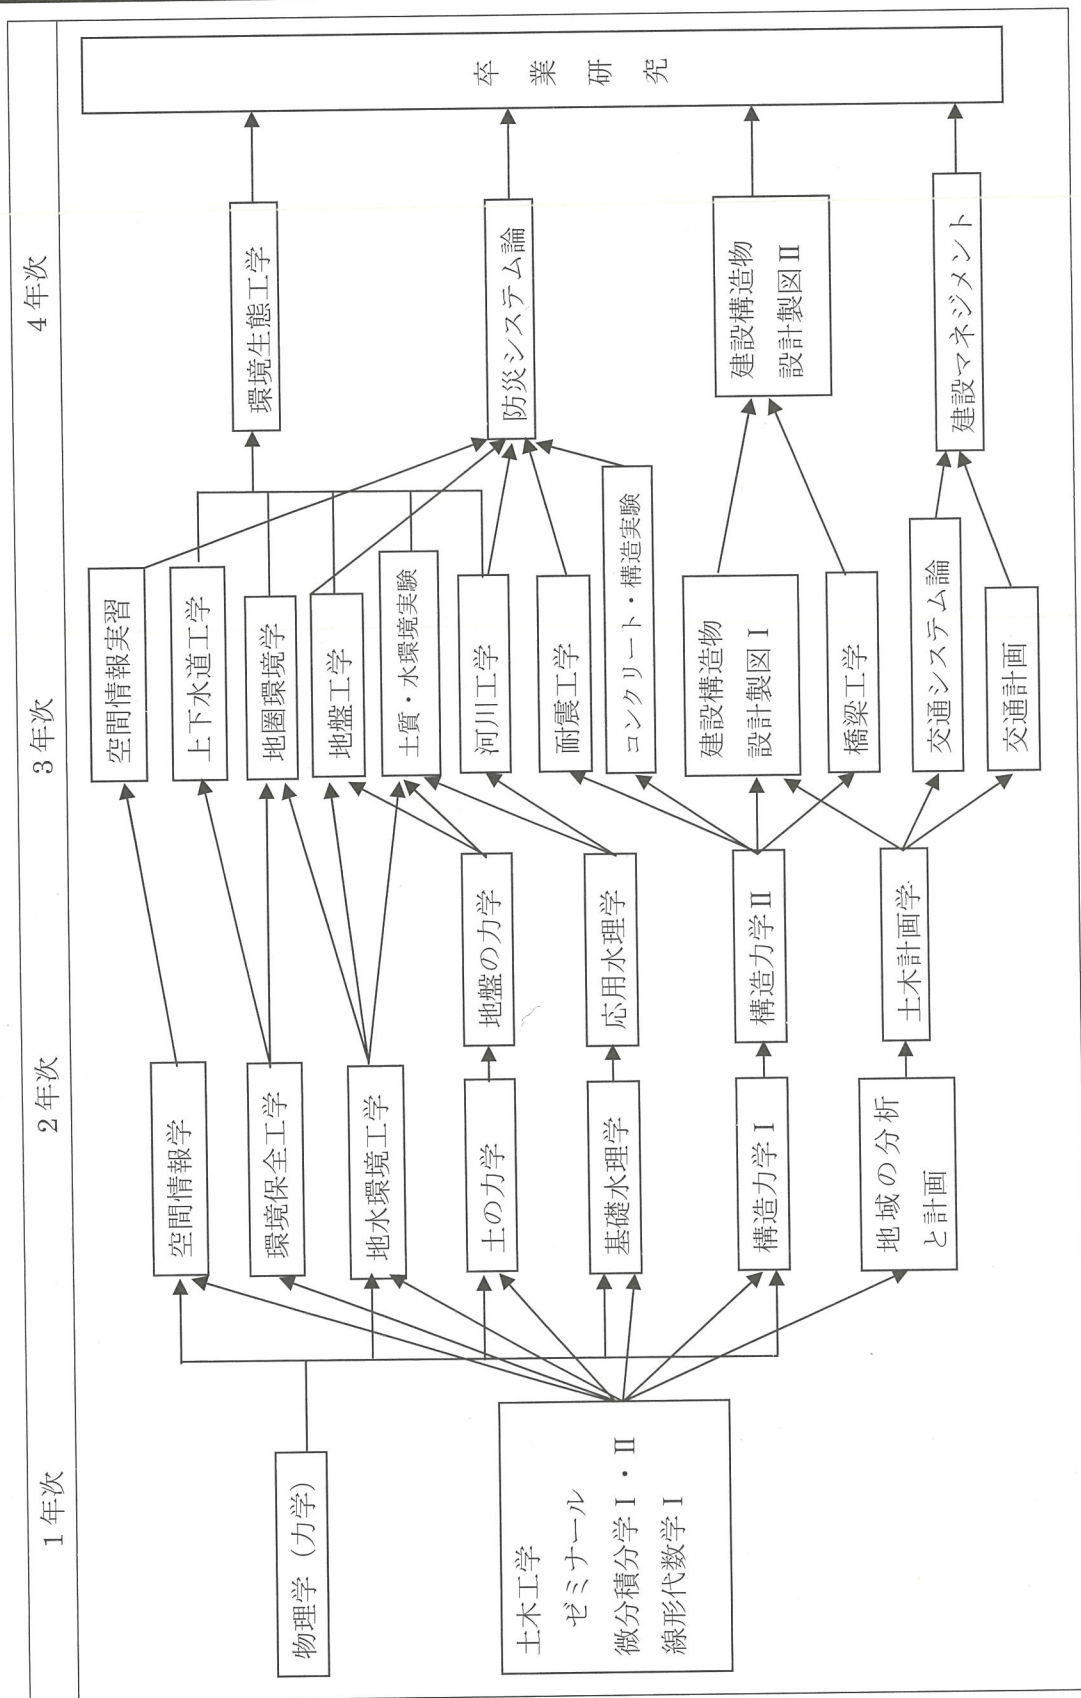 1年次
2年次
3年次
4年次
物理学（力学）
土木工学
ゼミナール
微分積分学Ⅰ・Ⅱ
線形代数学Ⅰ
空間情報学
環境保全工学
地水環境工学
土の力学
基礎水理学
構造力学Ⅰ
地域の分析
と計画
地盤の力学
応用水理学
構造力学Ⅱ
土木計画学
空間情報実習
上下水道工学
地圏環境学
地盤工学
土質・水環境実験
河川工学
耐震工学
コンクリート・構造実験
建設構造物
設計製図Ⅰ
橋梁工学
交通システム論
交通計画
環境生態工学
防災システム論
建設構造物
設計製図Ⅱ
建設マネジメント
卒業研究